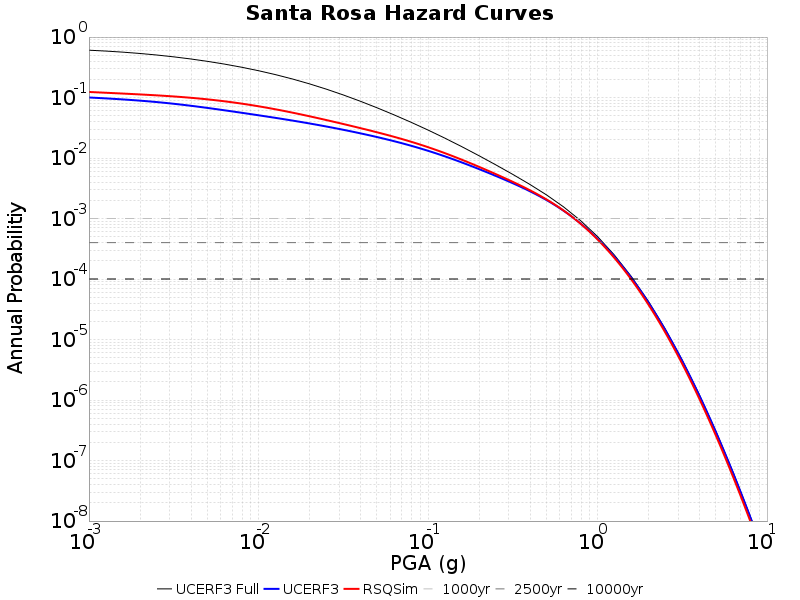 Santa Rosa Hazard Curves
10^0
10^-1
10^-2
10^-3
10^-4
10^-5
10^-6
10^-7
10^-8
Annual Probabilitiy
10^-3 10^-2 10^-1 10^0 10^1
PGA (g)
UCERF3 Full UCERF3 RSQSim 1000yr 2500yr 10000yr